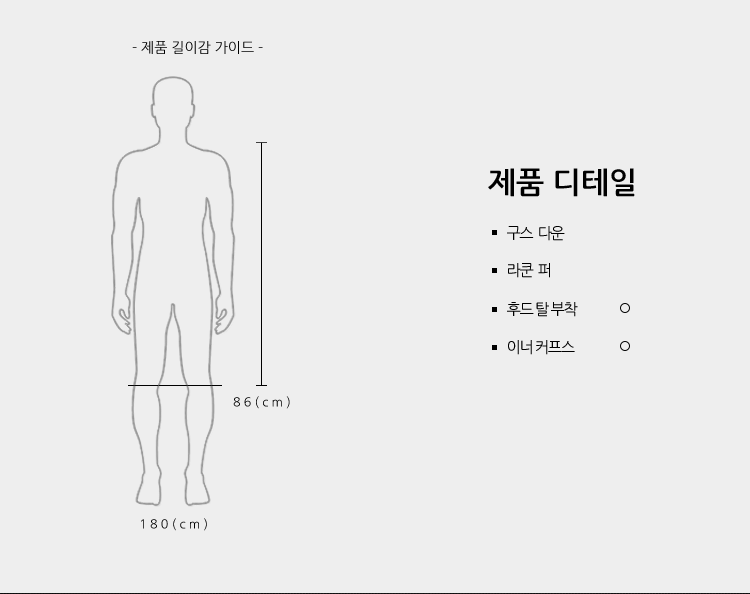 - 제품 길이감 가이드 -
86(cm)
180(cm)
제품 디테일
▪ 구스 다운
▪ 라쿤 퍼
▪ 후드탈부착 ○
▪ 이너커프스 ○